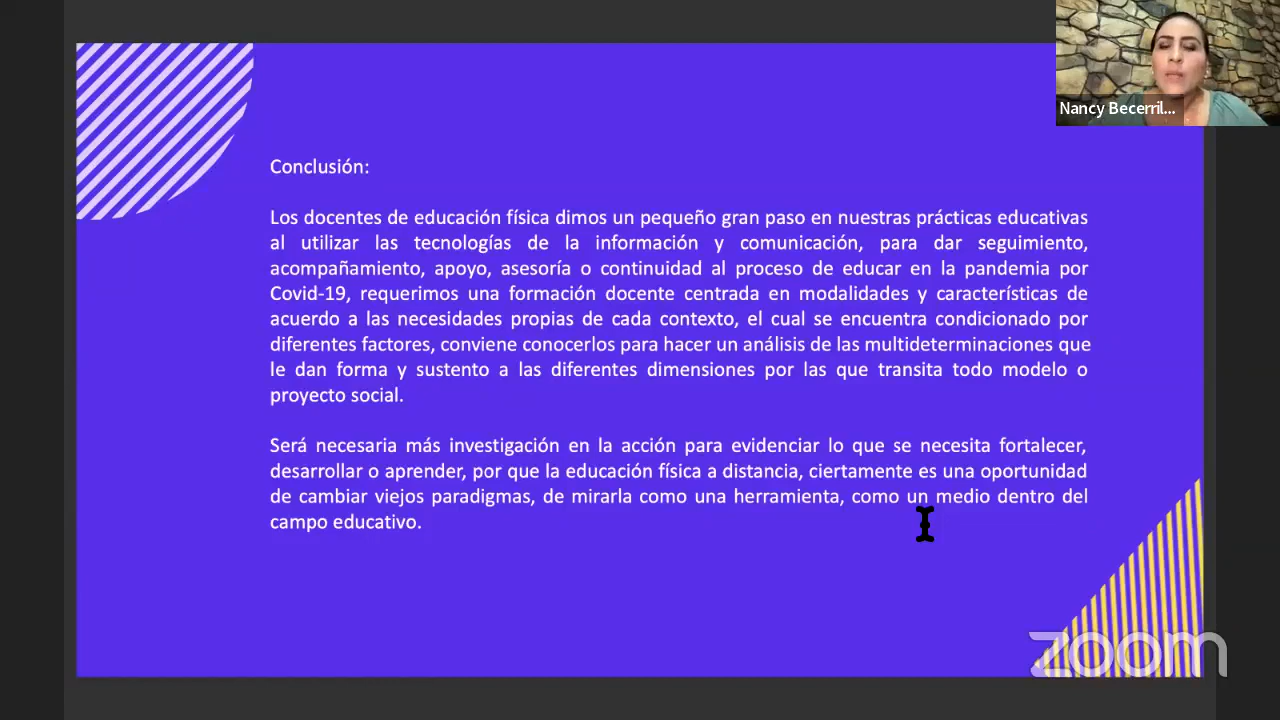 Nancy Becerril...
Conclusión:
Los docentes de educación física dimos un pequeño gran paso en nuestras prácticas educativas
al utilizar las tecnologías de la información y comunicación, para dar seguimiento,
acompañamiento, apoyo, asesoría o continuidad al proceso de educar en la pandemia por
Covid-19, requerimos una formación docente centrada en modalidades y características de
acuerdo a las necesidades propias de cada contexto, el cual se encuentra condicionado por
diferentes factores, conviene conocerlos para hacer un análisis de las multideterminaciones que
le dan forma y sustento a las diferentes dimensiones por las que transita todo modelo o
proyecto social.
Será necesaria más investigación en la acción para evidenciar lo que se necesita fortalecer,
desarrollar o aprender, por que la educación física a distancia, ciertamente es una oportunidad
de cambiar viejos paradigmas, de mirarla como una herramienta, como un medio dentro del
campo educativo.
zoom